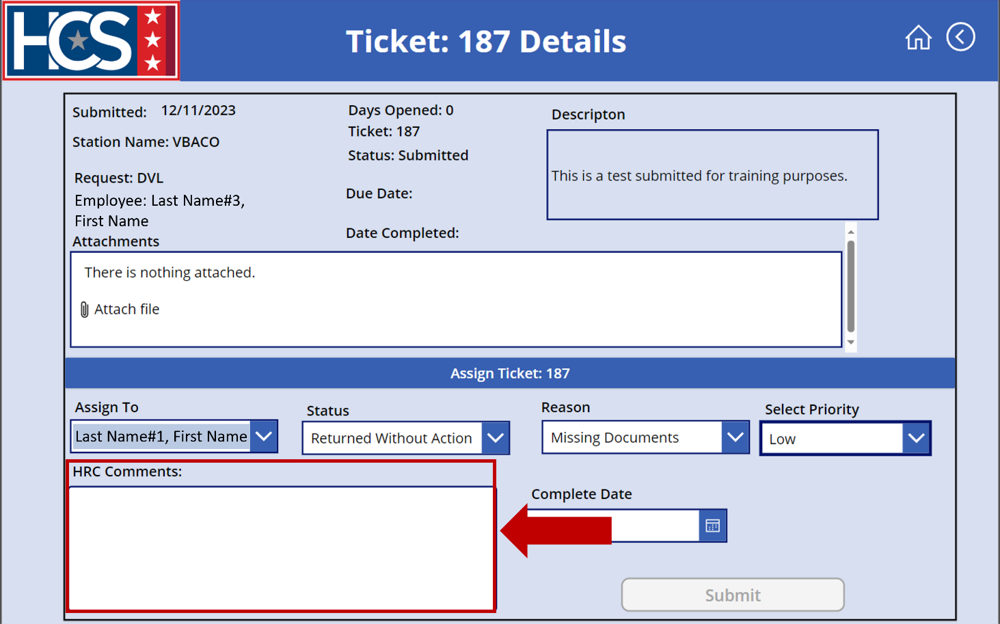 HCS
Ticket: 187 Details
Submitted: 12/11/2023
Station Name: VBACO
Request: DVL
Employee: Last Name#3,
First Name
Days Opened: 0
Ticket: 187
Status: Submitted
Due Date:
Date Completed:
Descripton
This is a test submitted for training purposes.
Attachments
There is nothing attached.
Attach file
Assign Ticket: 187
Assign To
Last Name#1, First Name
Status
Returned Without Action
Reason
Missing Documents
Select Priority
Low
HRC Comments:
Complete Date
Submit